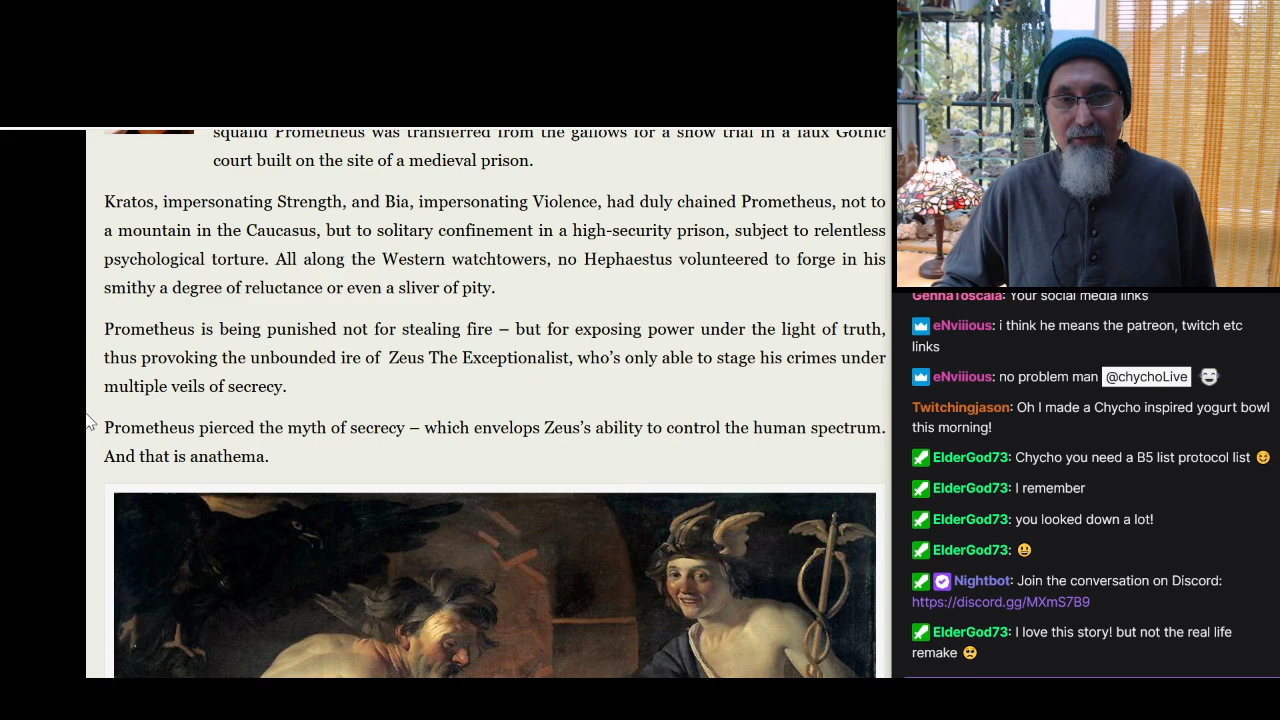 squalid Prometheus was transferred from the gallows for a show trial in a faux Gothic
court built on the site of a medieval prison.
Kratos, impersonating Strength, and Bia, impersonating Violence, had duly chained Prometheus, not to
a mountain in the Caucasus, but to solitary confinement in a high-security prison, subject to relentless
psychological torture. All along the Western watchtowers, no Hephaestus volunteered to forge in his
smithy a degree of reluctance or even a sliver of pity.
Prometheus is being punished not for stealing fire – but for exposing power under the light of truth,
thus provoking the unbounded ire of Zeus The Exceptionalist, who’s only able to stage his crimes under
multiple veils of secrecy.
Prometheus pierced the myth of secrecy – which envelops Zeus’s ability to control the human spectrum.
And that is anathema.
GennaToscala: Your social media links
eNviiious: i think he means the patreon, twitch etc
links
eNviiious: no problem man @chychoLive
Twitchingjason: Oh I made a Chycho inspired yogurt bowl
this morning!
ElderGod73: Chycho you need a B5 list protocol list 😊
ElderGod73: I remember
ElderGod73: you looked down a lot!
ElderGod73: 😃
Nightbot: Join the conversation on Discord:
https://discord.gg/MXmS7B9
ElderGod73: I love this story! but not the real life
remake 🥺